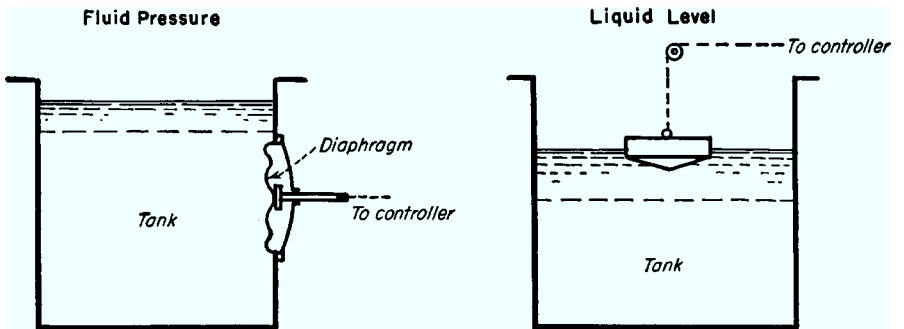 Fluid Pressure
Diaphragm
To controller
Tank
Liquid Level
To controller
Tank